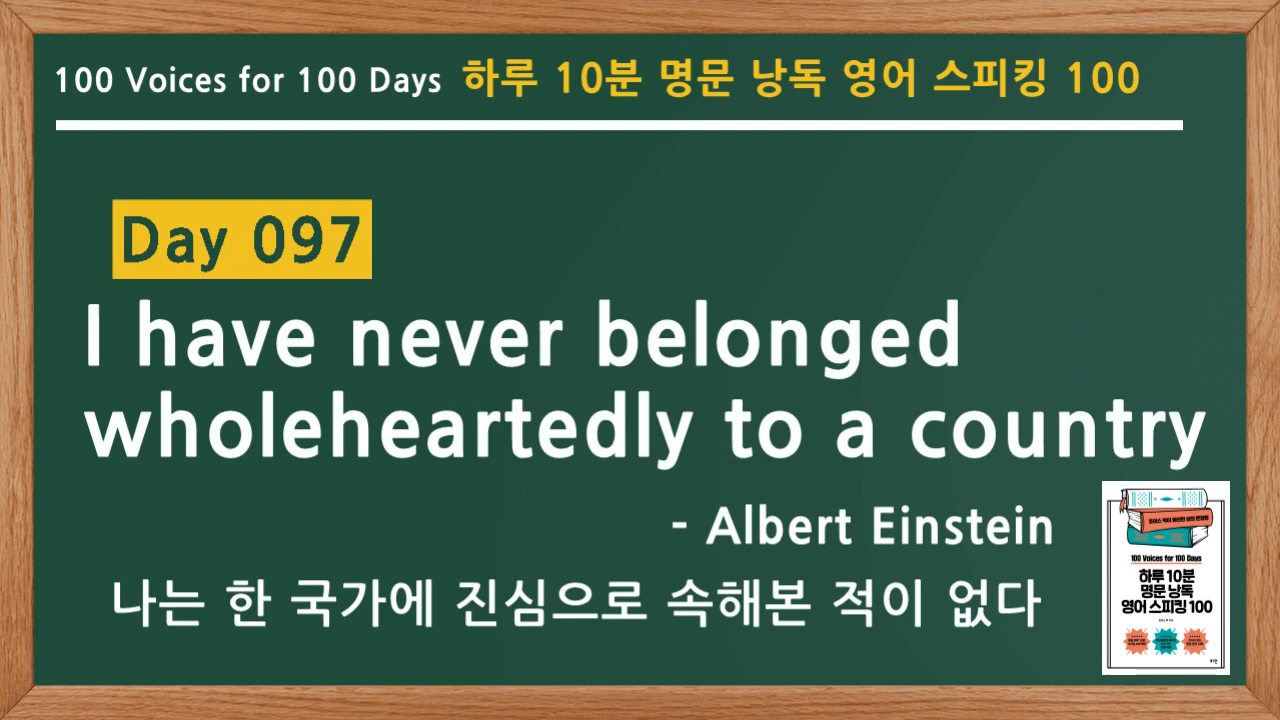 100 Voices for 100 Days 하루 10분 명문 낭독 영어 스피킹 100
Day 097
I have never belonged
wholeheartedly to a country
- Albert Einstein
나는 한 국가에 진심으로 속해본 적이 없다
100 Voices for 100 Days
하루 10분
명문 낭독
영어 스피킹 100